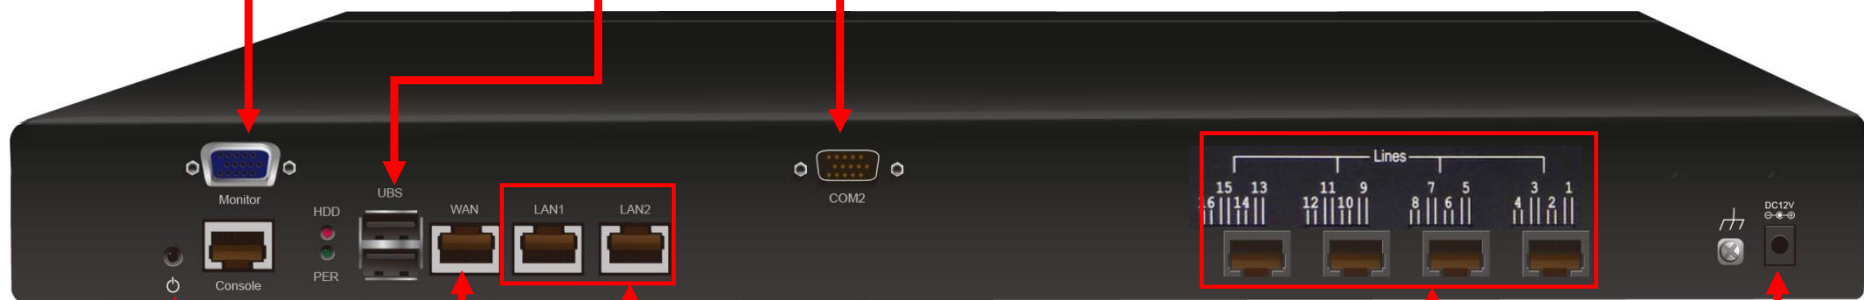 Monitor
Console
HDD
PER
UBS
WAN
LAN1
LAN2
COM2
Lines
15 13 11 9 7 5 3 1
16 14 12 10 8 6 4 2
DC12V